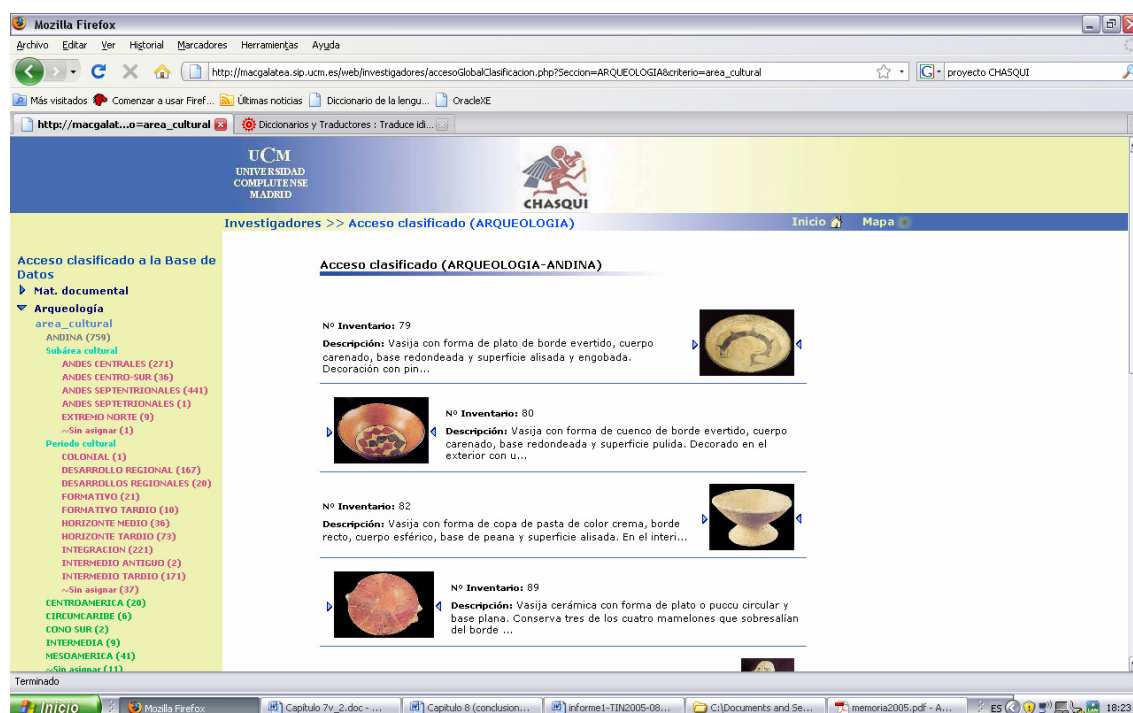 Mozilla Firefox
Archivo Editar Ver Historial Marcadores Herramientas Ayuda
http://macgalatea.sip.ucm.es/web/investigadores/accesoGlobalClasificacion.php?Seccion=ARQUEOLOGIA&criterio=area_cultural
proyecto CHASQUI
Más visitados Comenzar a usar Firef... Últimas noticias Diccionario de la lengu... OracleXE
http://macgalat...o=area_cultural Diccionarios y Traductores : Traduce idi...
UCM
UNIVERSIDAD
COMPLUTENSE
MADRID
CHASQUI
Investigadores >> Acceso clasificado (ARQUEOLOGIA)
Inicio Mapa
Acceso clasificado a la Base de
Datos
Mat. documental
Arqueología
area_cultural
ANDINA (759)
Subárea cultural
ANDES CENTRALES (271)
ANDES CENTRO-SUR (36)
ANDES SEPTENTRIONALES (441)
ANDES SEPTETRIONALES (1)
EXTREMO NORTE (9)
~Sin asignar (1)
Periodo cultural
COLONIAL (1)
DESARROLLO REGIONAL (167)
DESARROLLOS REGIONALES (20)
FORMATIVO (21)
FORMATIVO TARDIO (10)
HORIZONTE MEDIO (36)
HORIZONTE TARDIO (73)
INTEGRACION (221)
INTERMEDIO ANTIGUO (2)
INTERMEDIO TARDIO (171)
~Sin asignar (37)
CENTROAMERICA (20)
CIRCUMCARIBE (6)
CONO SUR (2)
INTERMEDIA (9)
MESOAMERICA (41)
~Sin asignar (11)
Acceso clasificado (ARQUEOLOGIA-ANDINA)
Nº Inventario: 79
Descripción: Vasija con forma de plato de borde evertido, cuerpo
carenado, base redondeada y superficie alisada y engobada.
Decoración con pin...
Nº Inventario: 80
Descripción: Vasija con forma de cuenco de borde evertido, cuerpo
carenado, base redondeada y superficie pulida. Decorado en el
exterior con u...
Nº Inventario: 82
Descripción: Vasija con forma de copa de pasta de color crema, borde
recto, cuerpo esférico, base de peana y superficie alisada. En el interi...
Nº Inventario: 89
Descripción: Vasija cerámica con forma de plato o puccu circular y
base plana. Conserva tres de los cuatro mamelones que sobresalían
del borde ...
Terminado
Inicio Mozilla Firefox Capítulo 7v_2.doc - ... Capitulo 8 (conclusion... informe1-TIN2005-08... C:\Documents and Se... memoria2005.pdf - A... ES 18:23